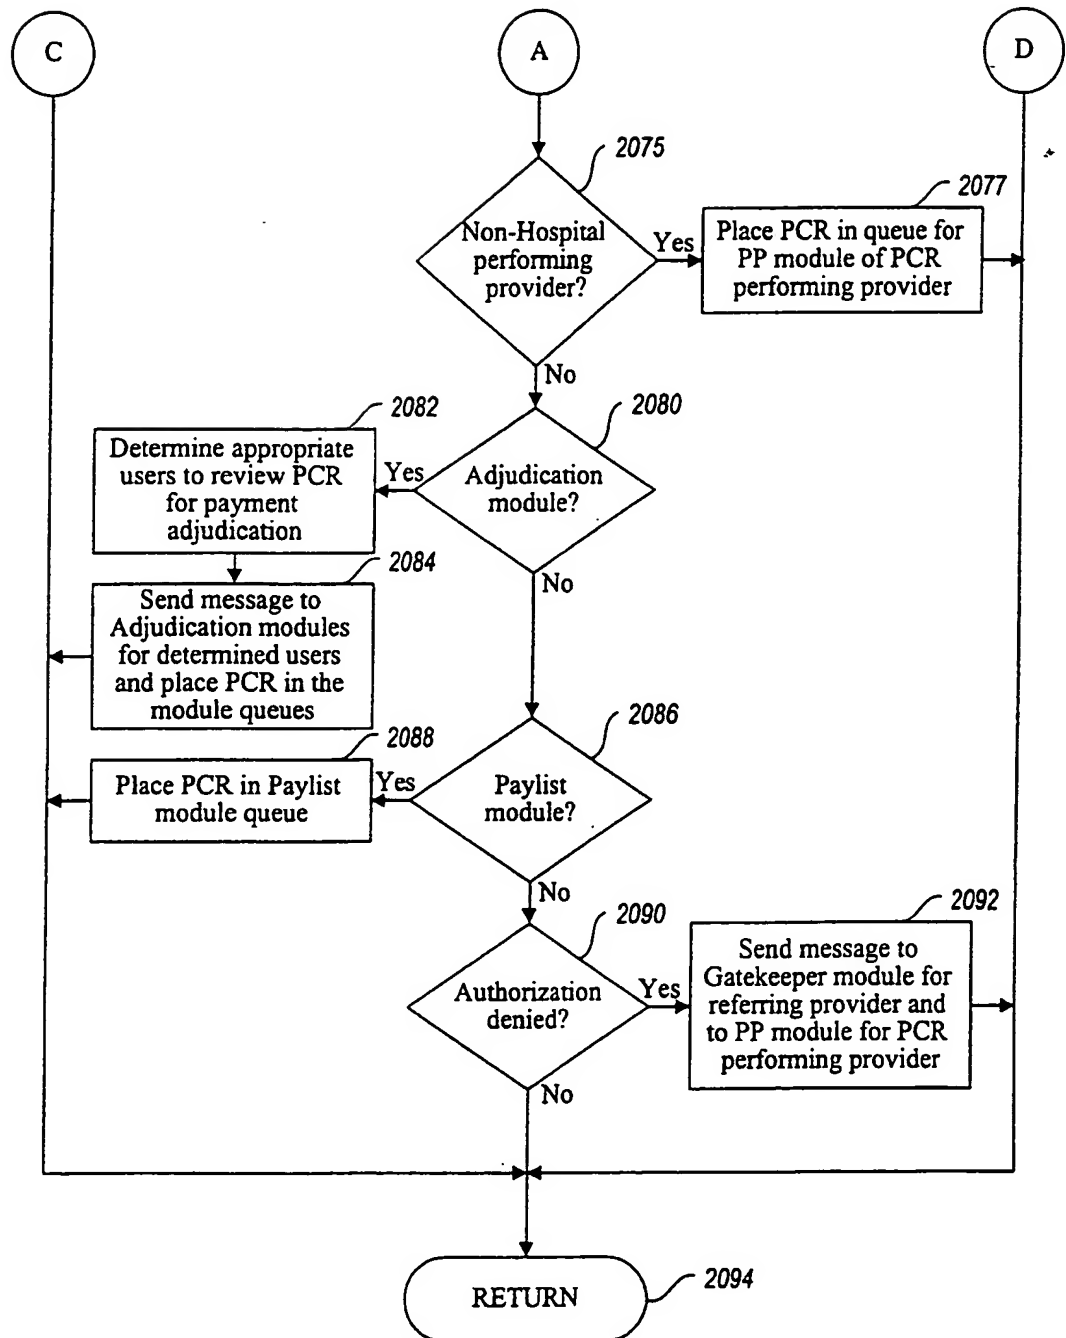 C
A
D
2075
2077
Non-Hospital
performing
provider?
Yes
Place PCR in queue for
PP module of PCR
performing provider
No
2082
2080
Determine appropriate
users to review PCR
for payment
adjudication
Yes
Adjudication
module?
2084
No
Send message to
Adjudication modules
for determined users
and place PCR in the
module queues
2086
2088
Place PCR in Paylist
module queue
Yes
Paylist
module?
No
2090
2092
Authorization
denied?
Yes
Send message to
Gatekeeper module for
referring provider and
to PP module for PCR
performing provider
No
RETURN
2094